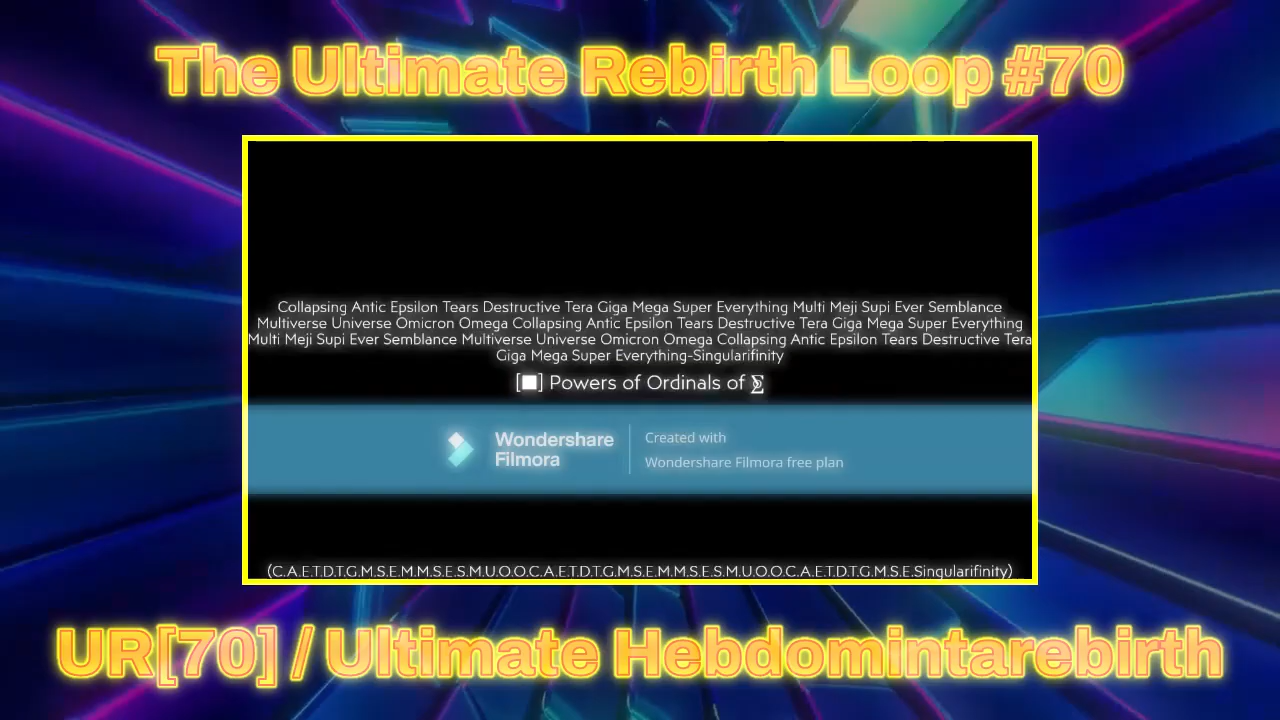 The Ultimate Rebirth Loop #70
Collapsing Antic Epsilon Tears Destructive Tera Giga Mega Super Everything Multi Meji Supi Ever Semblance
Multiverse Universe Omicron Omega Collapsing Antic Epsilon Tears Destructive Tera Giga Mega Super Everything
Multi Meji Supi Ever Semblance Multiverse Universe Omicron Omega Collapsing Antic Epsilon Tears Destructive Tera
Giga Mega Super Everything-Singularifinity
[■] Powers of Ordinals of
Wondershare
Filmora
Created with
Wondershare Filmora free plan
(C.A.E.T.D.T.G.M.S.E.M.M.S.E.S.M.U.O.O.C.A.E.T.D.T.G.M.S.E.M.M.S.E.S.M.U.O.O.C.A.E.T.D.T.G.M.S.E.Singularifinity)
UR[70] / Ultimate Hebdomintarebirth